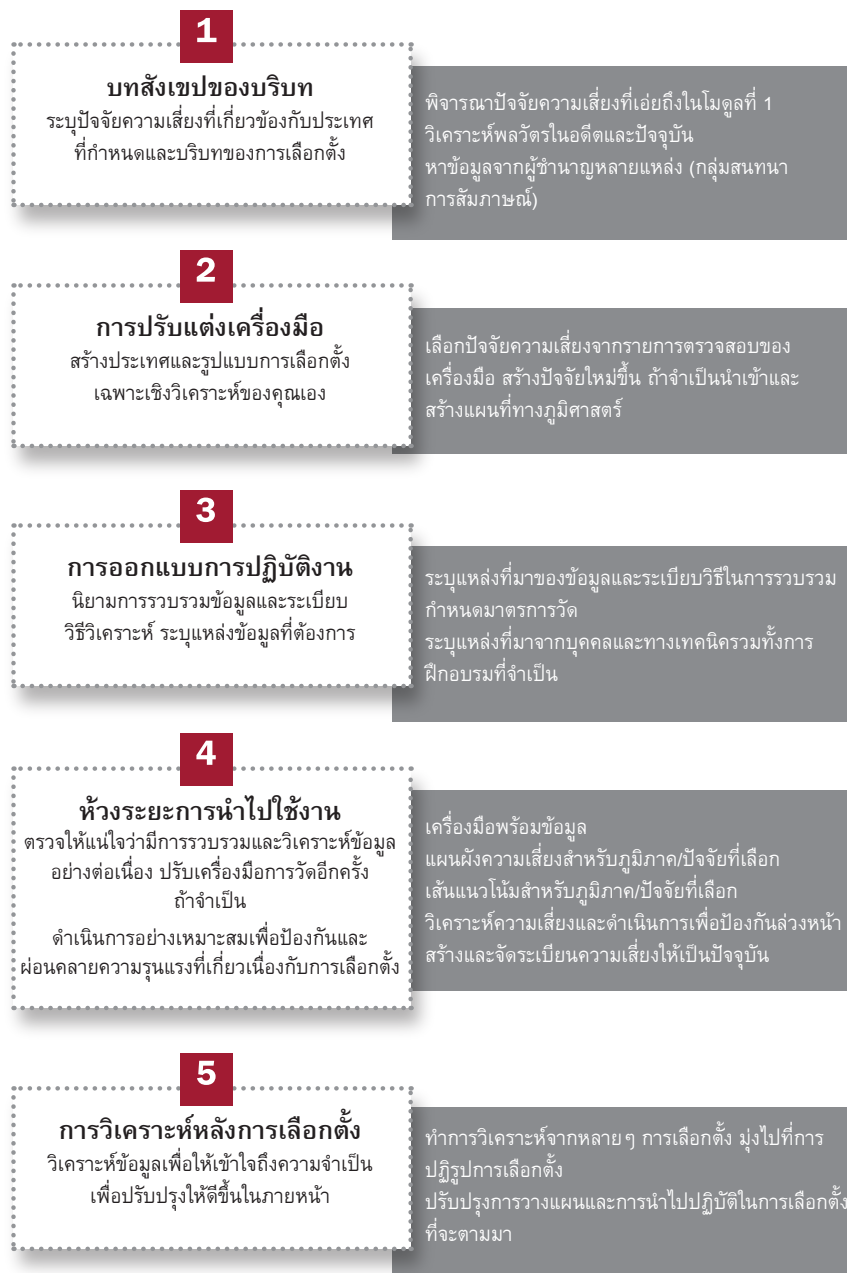 1
บทสังเขปของบริบท
ระบุปัจจัยความเสี่ยงที่เกี่ยวข้องกับประเทศ
ที่กำหนดและบริบทของการเลือกตั้ง
พิจารณาปัจจัยความเสี่ยงที่เอ่ยถึงในโมดูลที่ 1
วิเคราะห์พลวัตรในอดีตและปัจจุบัน
หาข้อมูลจากผู้ชำนาญหลายแหล่ง (กลุ่มสนทนา
การสัมภาษณ์)
2
การปรับแต่งเครื่องมือ
สร้างประเทศและรูปแบบการเลือกตั้ง
เฉพาะเชิงวิเคราะห์ของคุณเอง
เลือกปัจจัยความเสี่ยงจากรายการตรวจสอบของ
เครื่องมือ สร้างปัจจัยใหม่ขึ้น ถ้าจำเป็นนำเข้าและ
สร้างแผนที่ทางภูมิศาสตร์
3
การออกแบบการปฏิบัติงาน
นิยามการรวบรวมข้อมูลและระเบียบ
วิธีวิเคราะห์ ระบุแหล่งข้อมูลที่ต้องการ
ระบุแหล่งที่มาของข้อมูลและระเบียบวิธีในการรวบรวม
กำหนดมาตรการวัด
ระบุแหล่งที่มาจากบุคคลและทางเทคนิครวมทั้งการ
ฝึกอบรมที่จำเป็น
4
ห้วงระยะการนำไปใช้งาน
ตรวจให้แน่ใจว่ามีการรวบรวมและวิเคราะห์ข้อมูล
อย่างต่อเนื่อง ปรับเครื่องมือการวัดอีกครั้ง
ถ้าจำเป็น
ดำเนินการอย่างเหมาะสมเพื่อป้องกันและ
ผ่อนคลายความรุนแรงที่เกี่ยวเนื่องกับการเลือกตั้ง
เครื่องมือพร้อมข้อมูล
แผนผังความเสี่ยงสำหรับภูมิภาค/ปัจจัยที่เลือก
เส้นแนวโน้มสำหรับภูมิภาค/ปัจจัยที่เลือก
วิเคราะห์ความเสี่ยงและดำเนินการเพื่อป้องกันล่วงหน้า
สร้างและจัดระเบียนความเสี่ยงให้เป็นปัจจุบัน
5
การวิเคราะห์หลังการเลือกตั้ง
วิเคราะห์ข้อมูลเพื่อให้เข้าใจถึงความจำเป็น
เพื่อปรับปรุงให้ดีขึ้นในภายหน้า
ทำการวิเคราะห์จากหลายๆ การเลือกตั้ง มุ่งไปที่การ
ปฏิรูปการเลือกตั้ง
ปรับปรุงการวางแผนและการนำไปปฏิบัติในการเลือกตั้ง
ที่จะตามมา